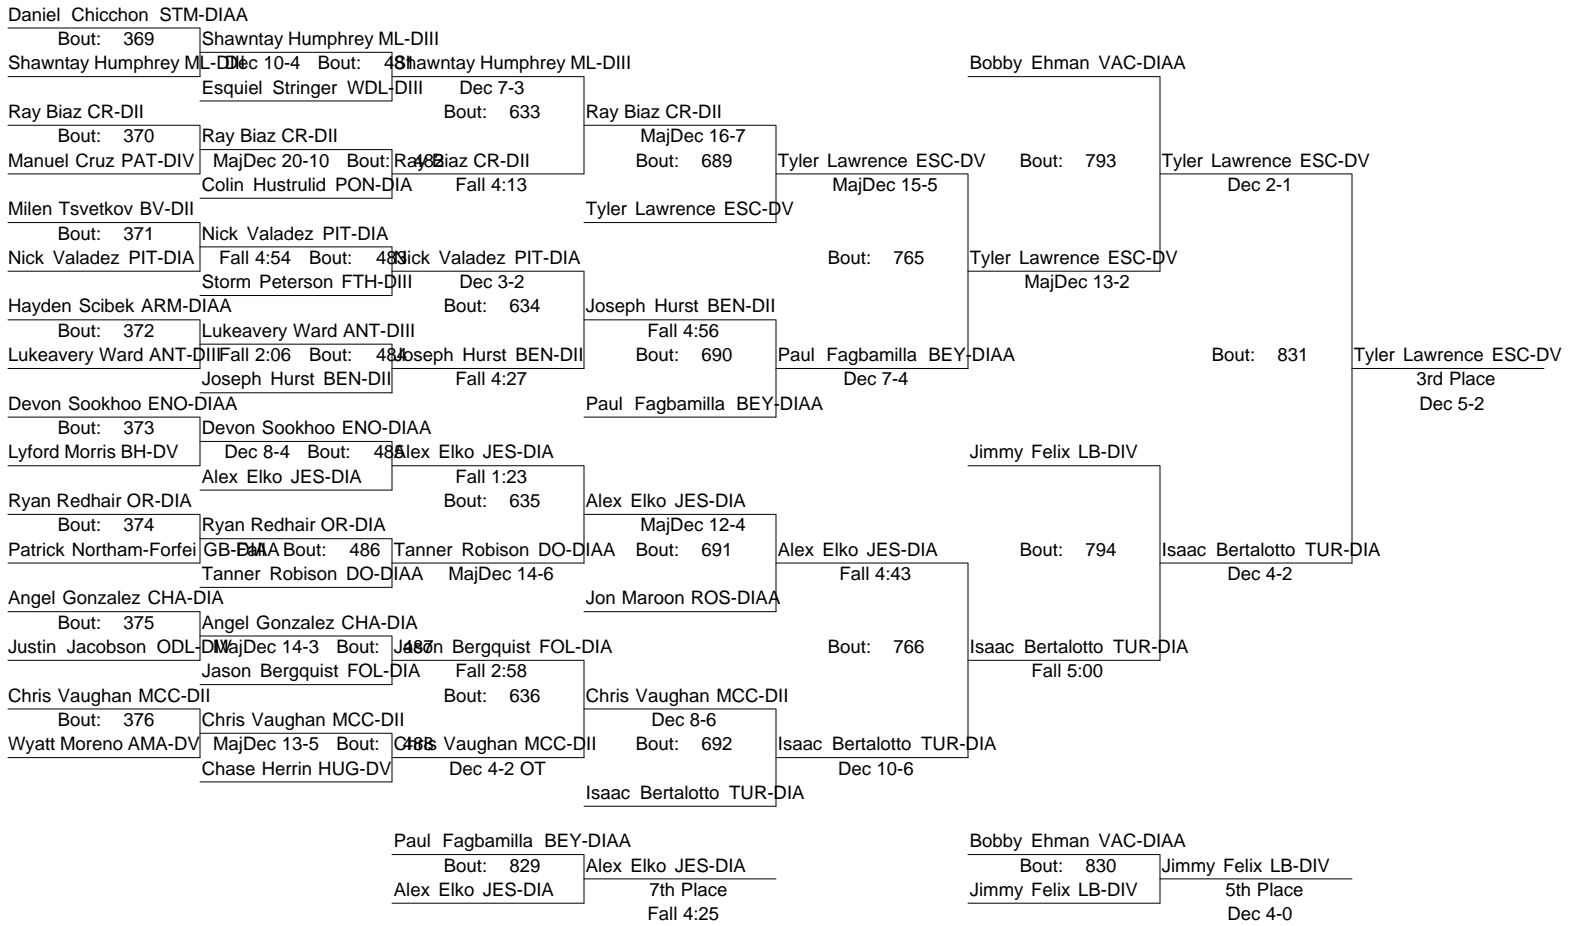 Daniel Chicchon STM-DIAA
Bout: 369
Shawntay Humphrey ML-DIII
Ray Biaz CR-DII
Bout: 370
Manuel Cruz PAT-DIV
Milen Tsvetkov BV-DII
Bout: 371
Nick Valadez PIT-DIA
Hayden Scibek ARM-DIAA
Bout: 372
Lukeavery Ward ANT-DIII
Devon Sookhoo ENO-DIAA
Bout: 373
Lyford Morris BH-DV
Ryan Redhair OR-DIA
Bout: 374
Patrick Northam-Forfei GB-DIAA
Angel Gonzalez CHA-DIA
Bout: 375
Justin Jacobson ODL-DIV
Chris Vaughan MCC-DII
Bout: 376
Wyatt Moreno AMA-DV
Shawntay Humphrey ML-DIII
Dec 10-4 Bout: 481
Esquiel Stringer WDL-DIII
Ray Biaz CR-DII
MajDec 20-10 Bout: 482
Colin Hustrulid PON-DIA
Nick Valadez PIT-DIA
Fall 4:54 Bout: 483
Storm Peterson FTH-DIII
Lukeavery Ward ANT-DIII
Fall 2:06 Bout: 484
Joseph Hurst BEN-DII
Devon Sookhoo ENO-DIAA
Dec 8-4 Bout: 485
Alex Elko JES-DIA
Ryan Redhair OR-DIA
Fall Bout: 486
Tanner Robison DO-DIAA
Angel Gonzalez CHA-DIA
MajDec 14-3 Bout: 487
Jason Bergquist FOL-DIA
Chris Vaughan MCC-DII
MajDec 13-5 Bout: 488
Chase Herrin HUG-DV
Shawntay Humphrey ML-DIII
Dec 7-3
Bout: 633
Ray Biaz CR-DII
Fall 4:13
Nick Valadez PIT-DIA
Dec 3-2
Bout: 634
Joseph Hurst BEN-DII
Fall 4:27
Alex Elko JES-DIA
Fall 1:23
Bout: 635
Tanner Robison DO-DIAA
MajDec 14-6
Jason Bergquist FOL-DIA
Fall 2:58
Bout: 636
Chris Vaughan MCC-DII
Dec 4-2 OT
Ray Biaz CR-DII
MajDec 16-7
Bout: 689
Tyler Lawrence ESC-DV
Joseph Hurst BEN-DII
Fall 4:56
Bout: 690
Paul Fagbamilla BEY-DIAA
Alex Elko JES-DIA
MajDec 12-4
Bout: 691
Jon Maroon ROS-DIAA
Chris Vaughan MCC-DII
Dec 8-6
Bout: 692
Isaac Bertalotto TUR-DIA
Tyler Lawrence ESC-DV
MajDec 15-5
Bout: 765
Paul Fagbamilla BEY-DIAA
Dec 7-4
Alex Elko JES-DIA
Fall 4:43
Bout: 766
Isaac Bertalotto TUR-DIA
Dec 10-6
Bobby Ehman VAC-DIAA
Bout: 793
Tyler Lawrence ESC-DV
MajDec 13-2
Jimmy Felix LB-DIV
Bout: 794
Isaac Bertalotto TUR-DIA
Fall 5:00
Tyler Lawrence ESC-DV
Dec 2-1
Bout: 831
Isaac Bertalotto TUR-DIA
Dec 4-2
Tyler Lawrence ESC-DV
3rd Place
Dec 5-2
Paul Fagbamilla BEY-DIAA
Bout: 829
Alex Elko JES-DIA
Alex Elko JES-DIA
7th Place
Fall 4:25
Bobby Ehman VAC-DIAA
Bout: 830
Jimmy Felix LB-DIV
Jimmy Felix LB-DIV
5th Place
Dec 4-0